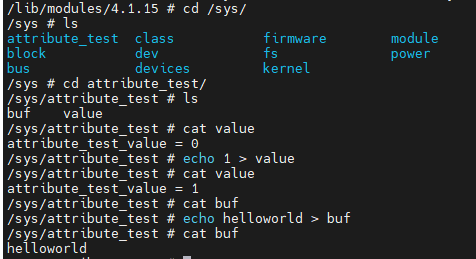 /lib/modules/4.1.15 # cd /sys/
/sys # ls
attribute_test  class           firmware        module
block           dev             fs              power
bus             devices         kernel
/sys # cd attribute_test/
/sys/attribute_test # ls
buf    value
/sys/attribute_test # cat value
attribute_test_value = 0
/sys/attribute_test # echo 1 > value
/sys/attribute_test # cat value
attribute_test_value = 1
/sys/attribute_test # cat buf
/sys/attribute_test # echo helloworld > buf
/sys/attribute_test # cat buf
helloworld